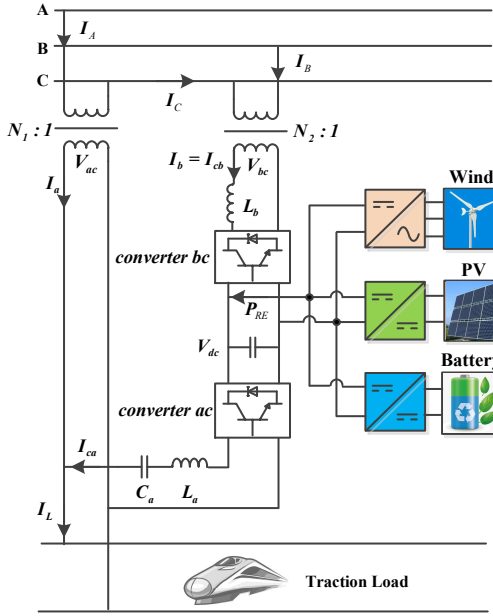 A
I_A
B
I_B
C
I_C
N_1 : 1
N_2 : 1
V_ac
I_b = I_cb
V_bc
I_a
L_b
Wind
converter bc
PV
P_RE
V_dc
Battery
converter ac
I_ca
C_a
L_a
I_L
Traction Load